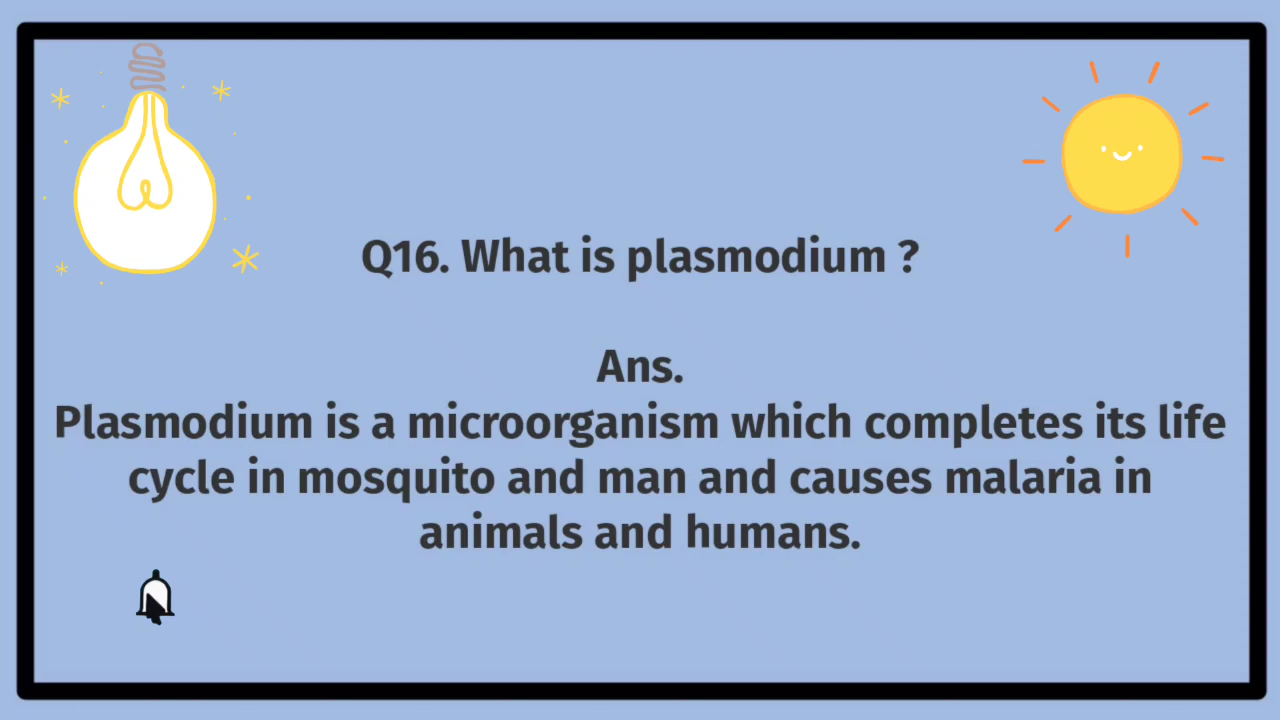 Q16. What is plasmodium ?
Ans.
Plasmodium is a microorganism which completes its life
cycle in mosquito and man and causes malaria in
animals and humans.